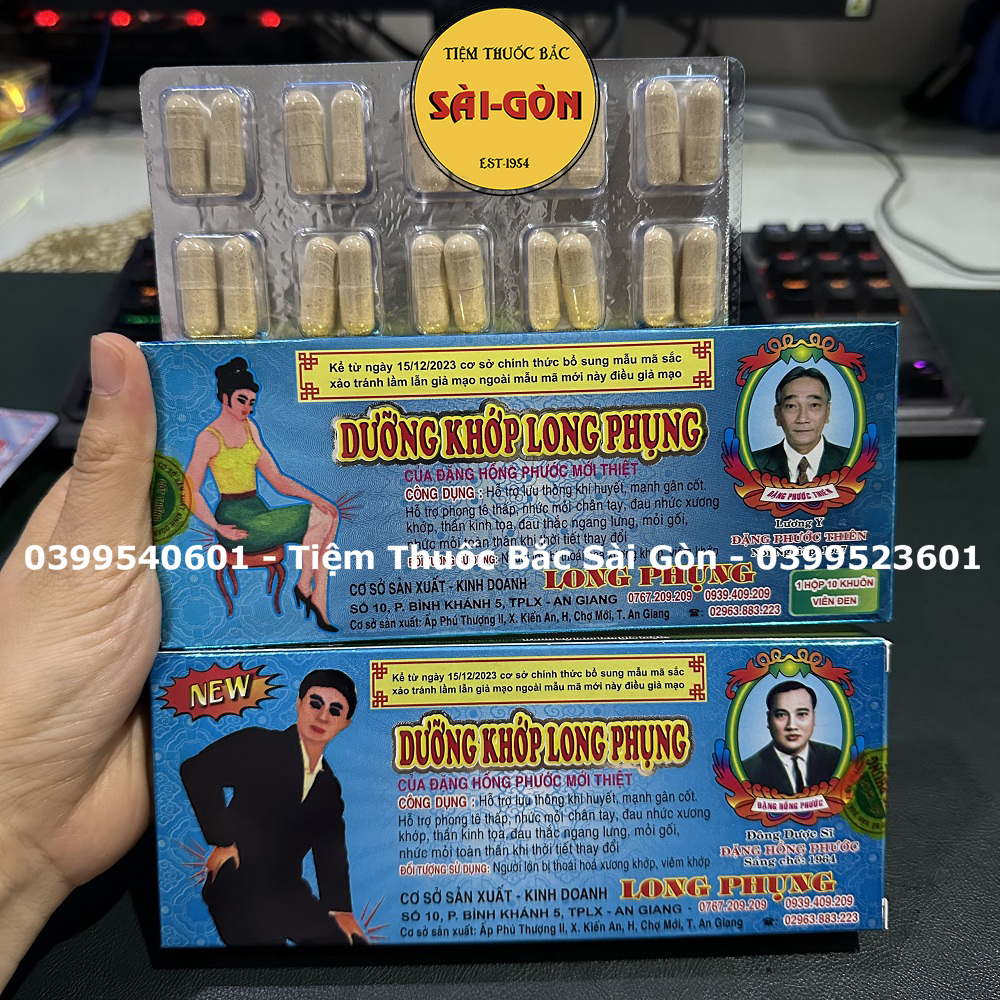 TIỆM THUỐC BẮC
SÀI-GÒN
EST-1954
Kể từ ngày 15/12/2023 cơ sở chính thức bổ sung mẫu mã sắc
xảo tránh lầm lẫn giả mạo ngoài mẫu mã mới này điều giả mạo
DƯỠNG KHỚP LONG PHỤNG
CỦA ĐẶNG HỒNG PHƯỚC MỚI THIỆT
CÔNG DỤNG : Hỗ trợ lưu thông khí huyết, mạnh gân cốt.
Hỗ trợ phong tê thấp, nhức mỏi chân tay, đau nhức xương
khớp, thần kinh tọa, đau thắc ngang lưng, mỏi gối,
nhức mỏi toàn thân khi thời tiết thay đổi
ĐẶNG PHƯỚC THIÊN
Lương Y
ĐẶNG PHƯỚC THIÊN
0399540601 - Tiệm Thuốc Bắc Sài Gòn - 0399523601
CƠ SỞ SẢN XUẤT - KINH DOANH LONG PHỤNG
SỐ 10, P. BÌNH KHÁNH 5, TPLX - AN GIANG 0767.209.209 0939.409.209
Cơ sở sản xuất: Ấp Phú Thượng II, X. Kiến An, H, Chợ Mới, T. An Giang ☎: 02963.883.223
1 HỘP 10 KHUÔN
VIÊN ĐEN
NEW
Kể từ ngày 15/12/2023 cơ sở chính thức bổ sung mẫu mã sắc
xảo tránh lầm lẫn giả mạo ngoài mẫu mã mới này điều giả mạo
DƯỠNG KHỚP LONG PHỤNG
CỦA ĐẶNG HỒNG PHƯỚC MỚI THIỆT
CÔNG DỤNG : Hỗ trợ lưu thông khí huyết, mạnh gân cốt.
Hỗ trợ phong tê thấp, nhức mỏi chân tay, đau nhức xương
khớp, thần kinh tọa, đau thắc ngang lưng, mỏi gối,
nhức mỏi toàn thân khi thời tiết thay đổi
ĐỐI TƯỢNG SỬ DỤNG: Người lớn bị thoái hoá xương khớp, viêm khớp
ĐẶNG HỒNG PHƯỚC
Đông Dược Sĩ
ĐẶNG HỒNG PHƯỚC
Sáng chế: 1964
CƠ SỞ SẢN XUẤT - KINH DOANH LONG PHỤNG
SỐ 10, P. BÌNH KHÁNH 5, TPLX - AN GIANG - 0767.209.209 0939.409.209
Cơ sở sản xuất: Ấp Phú Thượng II, X. Kiến An, H, Chợ Mới, T. An Giang ☎: 02963.883.223